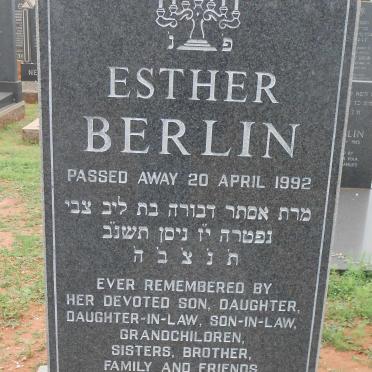 פ נ
ESTHER
BERLIN
PASSED AWAY 20 APRIL 1992
מרת אסתר דבורה בת ליב צבי
נפטרה י״ז ניסן תשנ״ב
ת נ צ ב ה
EVER REMEMBERED BY
HER DEVOTED SON, DAUGHTER,
DAUGHTER-IN-LAW, SON-IN-LAW,
GRANDCHILDREN,
SISTERS, BROTHER,
FAMILY AND FRIENDS